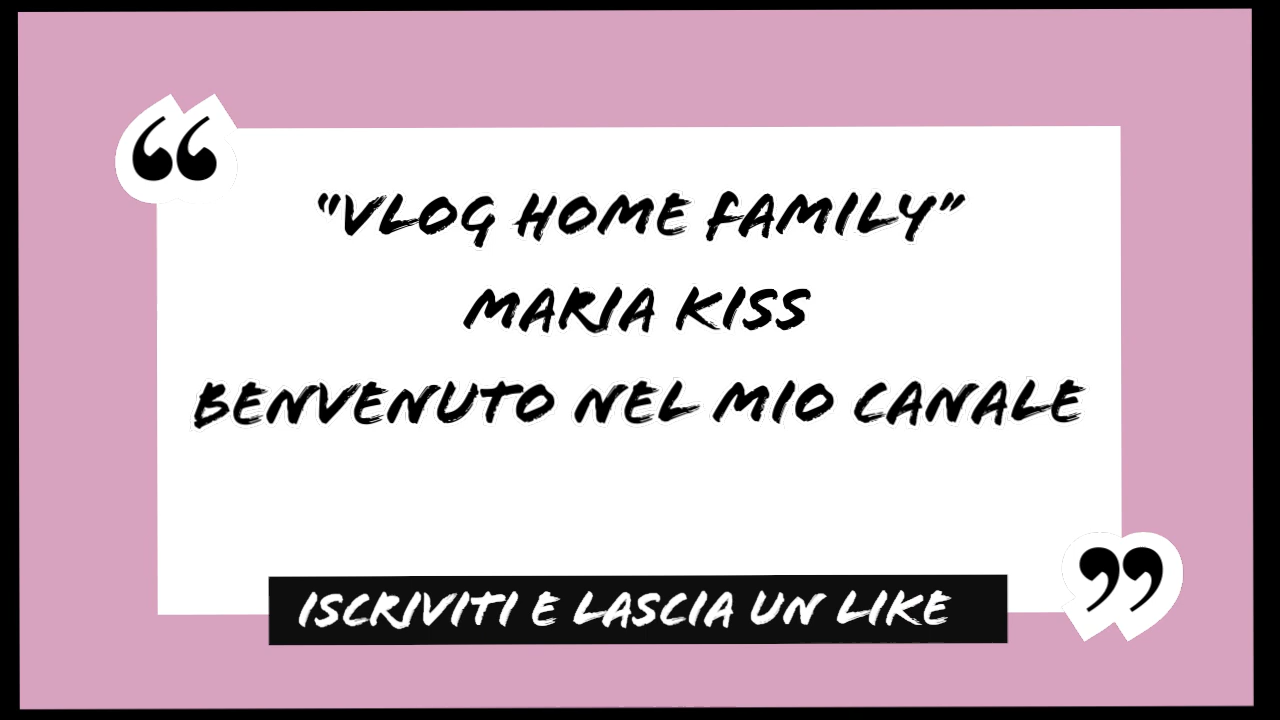 “VLOG HOME FAMILY”
MARIA KISS
BENVENUTO NEL MIO CANALE
ISCRIVITI E LASCIA UN LIKE